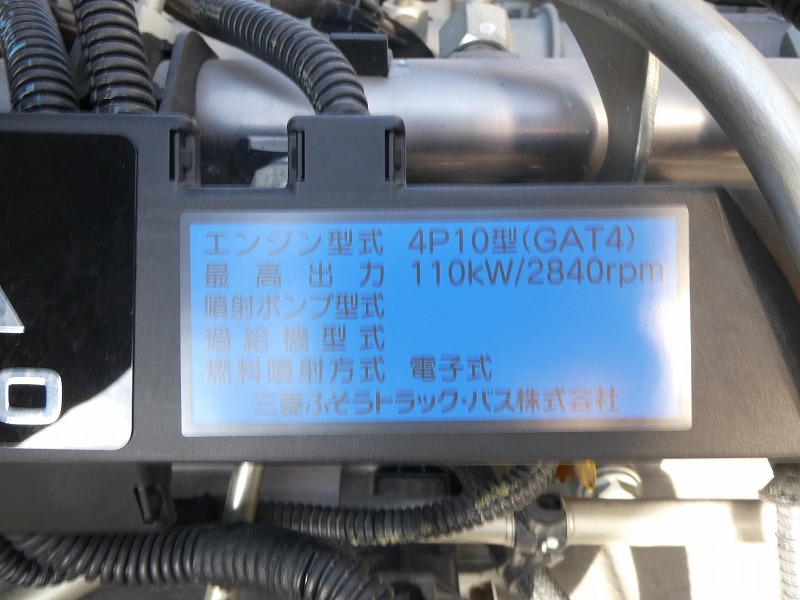 エンジン型式 4P10型(GAT4)
最高出力 110kW/2840rpm
噴射ポンプ型式
過給機型式
燃料噴射方式 電子式
三菱ふそうトラック・バス株式会社
O